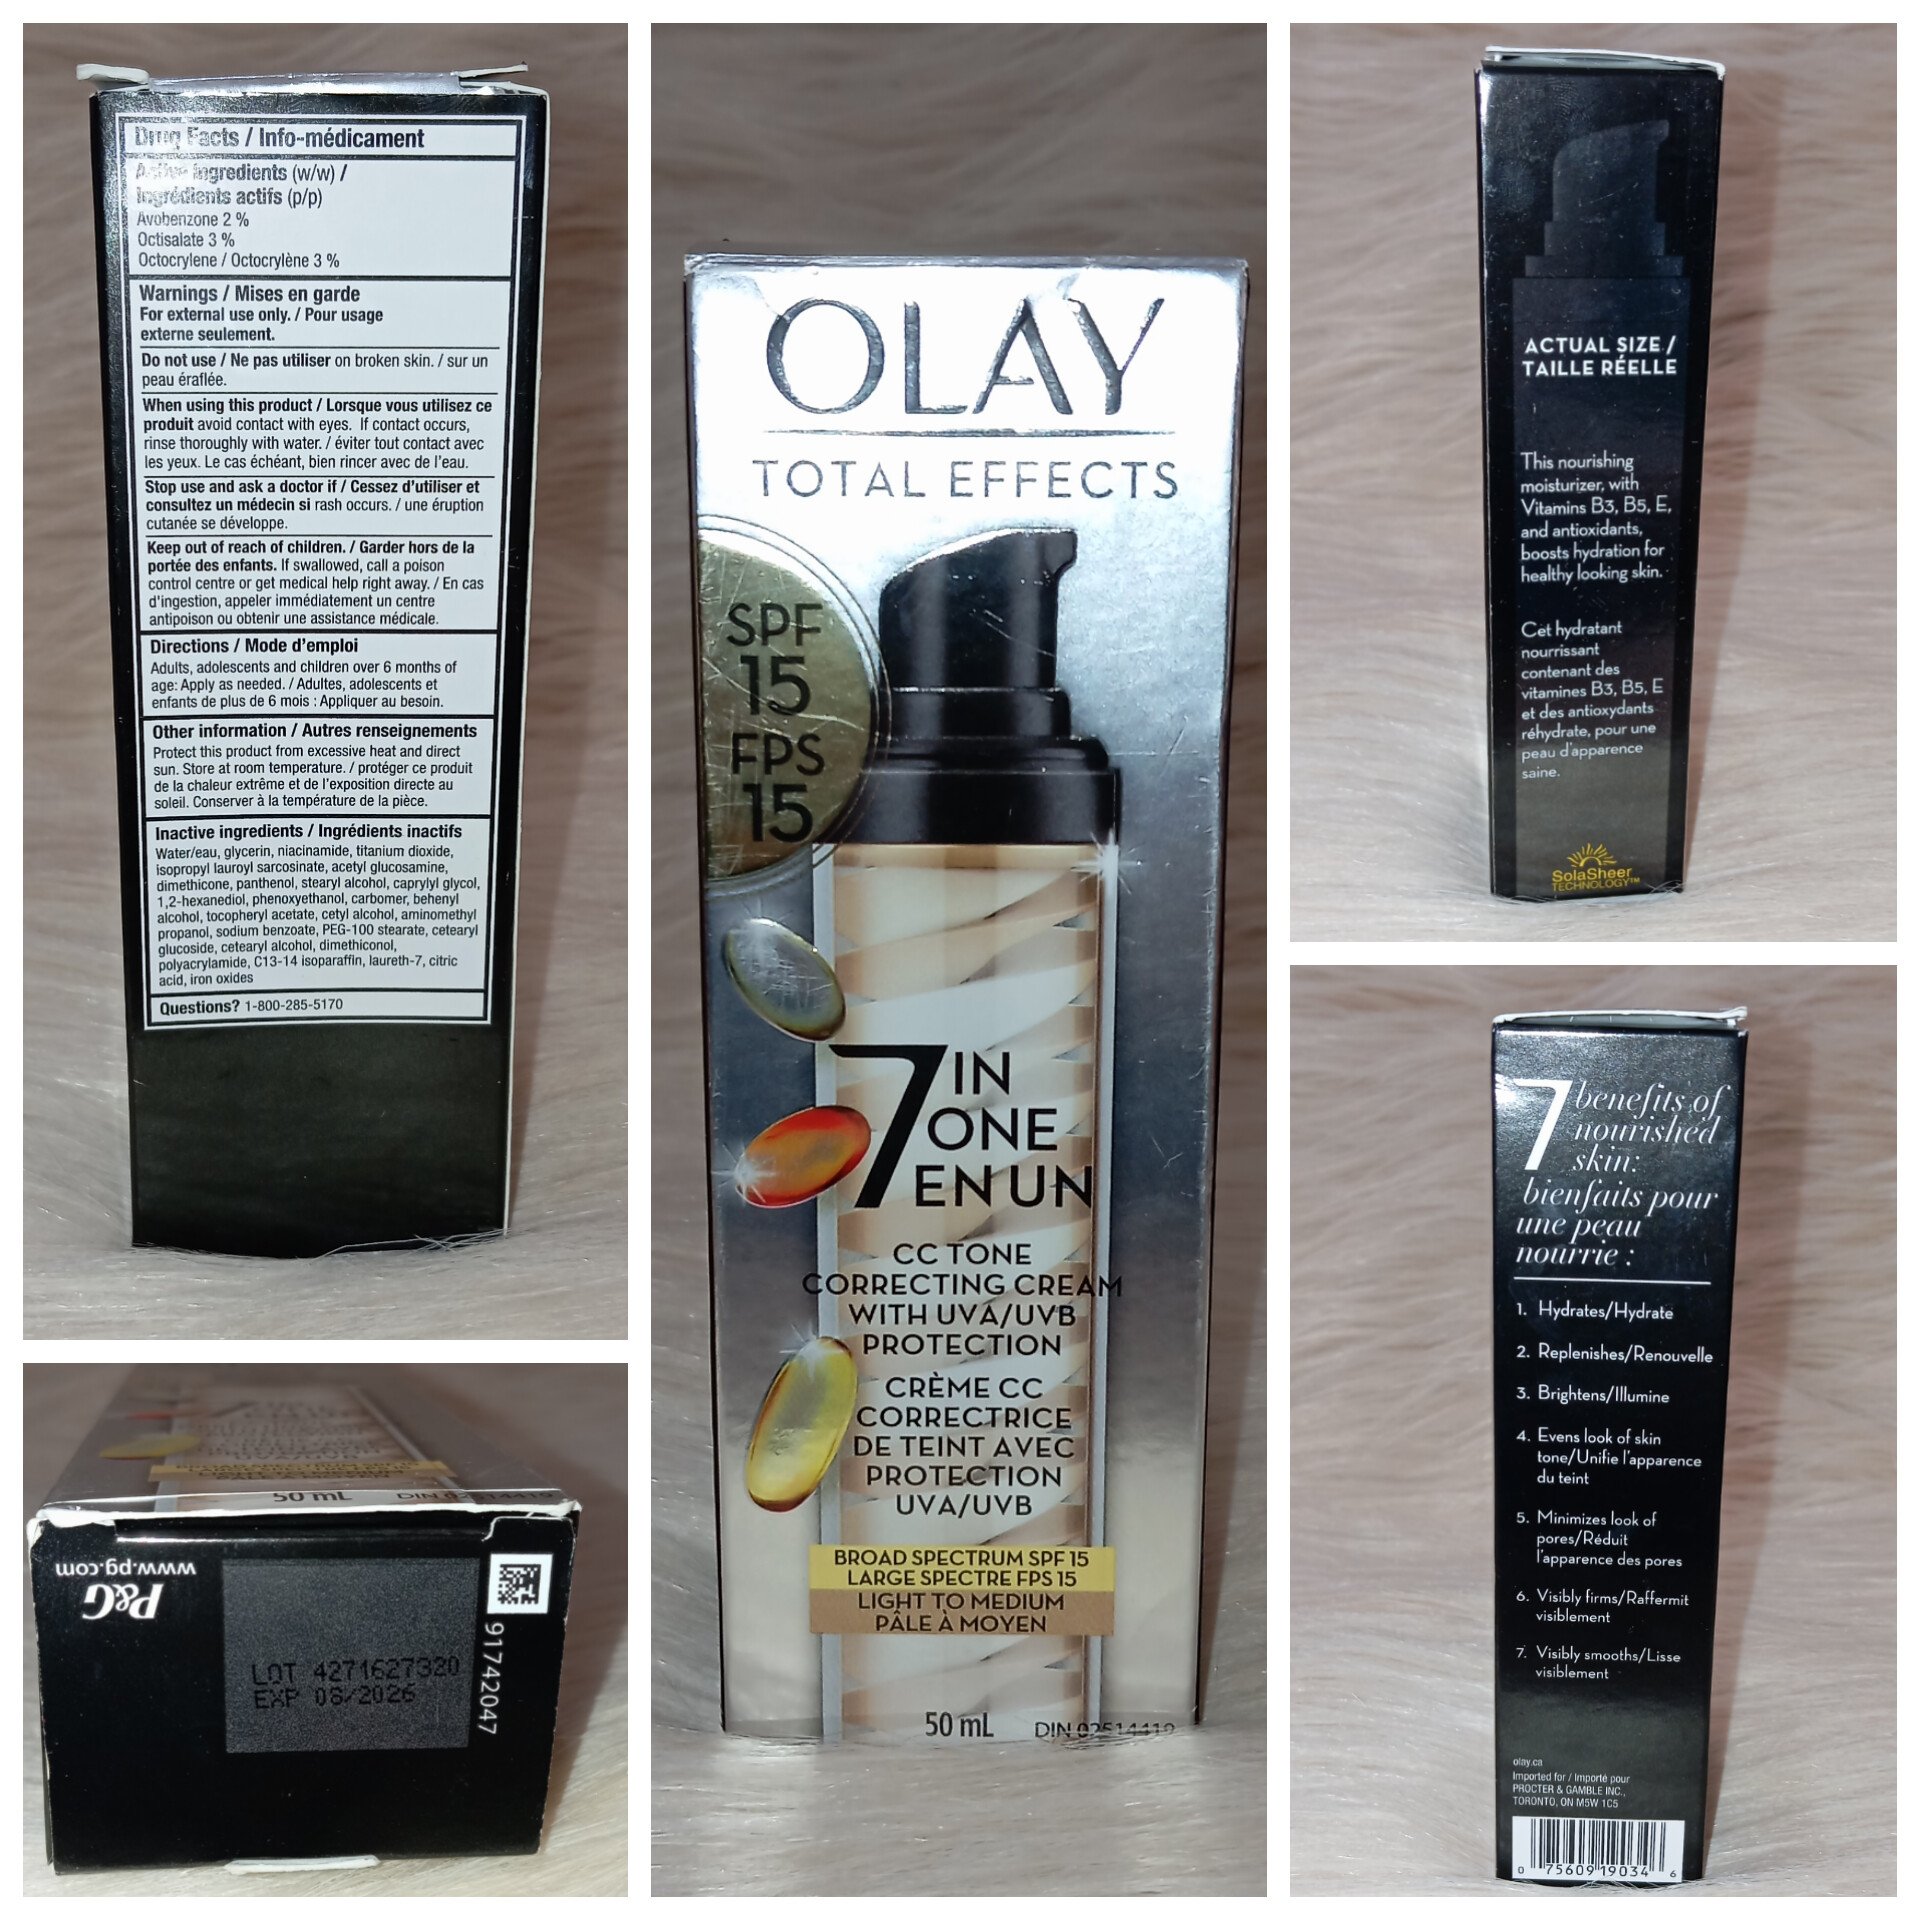 Drug Facts / Info-médicament
Active ingredients (w/w) /
Ingrédients actifs (p/p)
Avobenzone 2 %
Octisalate 3 %
Octocrylene / Octocrylène 3 %
Warnings / Mises en garde
For external use only. / Pour usage
externe seulement.
Do not use / Ne pas utiliser on broken skin. / sur un
peau éraflée.
When using this product / Lorsque vous utilisez ce
produit avoid contact with eyes. If contact occurs,
rinse thoroughly with water. / éviter tout contact avec
les yeux. Le cas échéant, bien rincer avec de l'eau.
Stop use and ask a doctor if / Cessez d'utiliser et
consultez un médecin si rash occurs. / une éruption
cutanée se développe.
Keep out of reach of children. / Garder hors de la
portée des enfants. If swallowed, call a poison
control centre or get medical help right away. / En cas
d'ingestion, appeler immédiatement un centre
antipoison ou obtenir une assistance médicale.
Directions / Mode d'emploi
Adults, adolescents and children over 6 months of
age: Apply as needed. / Adultes, adolescents et
enfants de plus de 6 mois : Appliquer au besoin.
Other information / Autres renseignements
Protect this product from excessive heat and direct
sun. Store at room temperature. / protéger ce produit
de la chaleur extrême et de l'exposition directe au
soleil. Conserver à la température de la pièce.
Inactive ingredients / Ingrédients inactifs
Water/eau, glycerin, niacinamide, titanium dioxide,
isopropyl lauroyl sarcosinate, acetyl glucosamine,
dimethicone, panthenol, stearyl alcohol, caprylyl glycol,
1,2-hexanediol, phenoxyethanol, carbomer, behenyl
alcohol, tocopheryl acetate, cetyl alcohol, aminomethyl
propanol, sodium benzoate, PEG-100 stearate, cetearyl
glucoside, cetearyl alcohol, dimethiconol,
polyacrylamide, C13-14 isoparaffin, laureth-7, citric
acid, iron oxides
Questions? 1-800-285-5170
50 mL DIN 02514419
www.pg.com
P&G
LOT 4271627320
EXP 08/2026
91742047
OLAY
TOTAL EFFECTS
SPF
15
FPS
15
7 IN
ONE
EN UN
CC TONE
CORRECTING CREAM
WITH UVA/UVB
PROTECTION
CRÈME CC
CORRECTRICE
DE TEINT AVEC
PROTECTION
UVA/UVB
BROAD SPECTRUM SPF 15
LARGE SPECTRE FPS 15
LIGHT TO MEDIUM
PÂLE À MOYEN
50 mL DIN 02514419
ACTUAL SIZE /
TAILLE RÉELLE
This nourishing
moisturizer, with
Vitamins B3, B5, E,
and antioxidants,
boosts hydration for
healthy looking skin.
Cet hydratant
nourrissant
contenant des
vitamines B3, B5, E
et des antioxydants
réhydrate, pour une
peau d'apparence
saine.
SolaSheer
TECHNOLOGY™
7 benefits of
nourished
skin:
bienfaits pour
une peau
nourrie :
1. Hydrates/Hydrate
2. Replenishes/Renouvelle
3. Brightens/Illumine
4. Evens look of skin
tone/Unifie l'apparence
du teint
5. Minimizes look of
pores/Réduit
l'apparence des pores
6. Visibly firms/Raffermit
visiblement
7. Visibly smooths/Lisse
visiblement
olay.ca
Imported for / Importé pour
PROCTER & GAMBLE INC.,
TORONTO, ON M5W 1C5
0 75609 19034 6